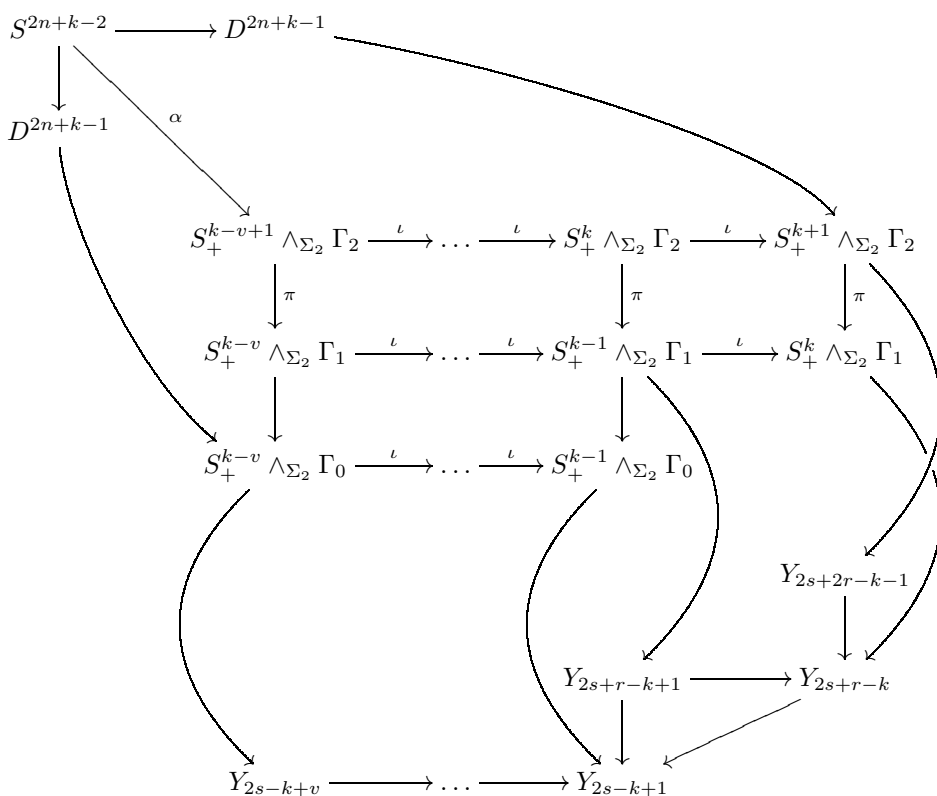 S^{2n+k-2} D^{2n+k-1}
α
D^{2n+k-1}
S_+^{k-v+1} ∧_{Σ_2} Γ_2 ι … ι S_+^k ∧_{Σ_2} Γ_2 ι S_+^{k+1} ∧_{Σ_2} Γ_2
π π π
S_+^{k-v} ∧_{Σ_2} Γ_1 ι … ι S_+^{k-1} ∧_{Σ_2} Γ_1 ι S_+^k ∧_{Σ_2} Γ_1
S_+^{k-v} ∧_{Σ_2} Γ_0 ι … ι S_+^{k-1} ∧_{Σ_2} Γ_0
Y_{2s+2r-k-1}
Y_{2s+r-k+1} Y_{2s+r-k}
Y_{2s-k+v} … Y_{2s-k+1}